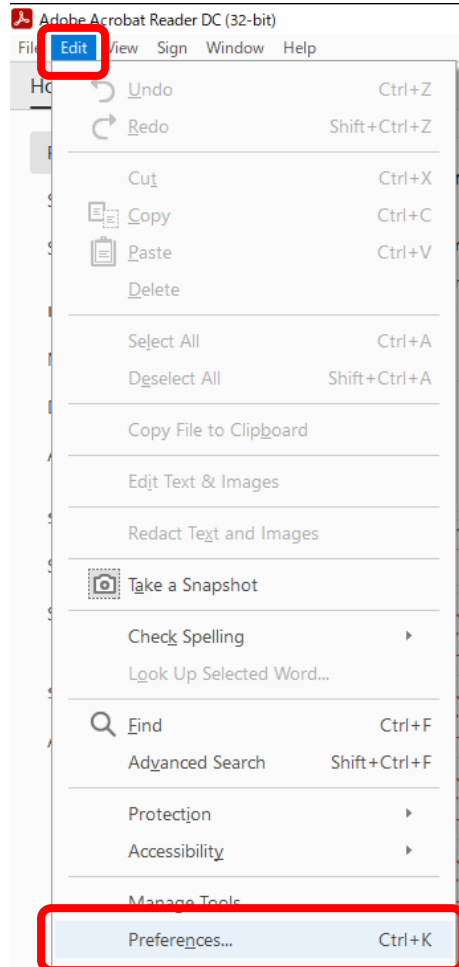 Adobe Acrobat Reader DC (32-bit)
File Edit View Sign Window Help
Undo Ctrl+Z
Redo Shift+Ctrl+Z
Cut Ctrl+X
Copy Ctrl+C
Paste Ctrl+V
Delete
Select All Ctrl+A
Deselect All Shift+Ctrl+A
Copy File to Clipboard
Edit Text & Images
Redact Text and Images
Take a Snapshot
Check Spelling
Look Up Selected Word...
Find Ctrl+F
Advanced Search Shift+Ctrl+F
Protection
Accessibility
Manage Tools
Preferences... Ctrl+K